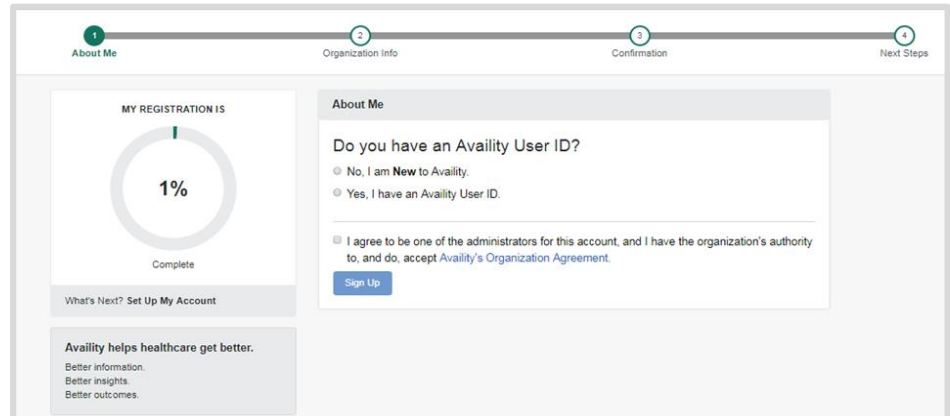 1
2
3
4
About Me
Organization Info
Confirmation
Next Steps
MY REGISTRATION IS
1%
Complete
What's Next? Set Up My Account
Availity helps healthcare get better.
Better information.
Better insights.
Better outcomes.
About Me
Do you have an Availity User ID?
No, I am New to Availity.
Yes, I have an Availity User ID.
I agree to be one of the administrators for this account, and I have the organization's authority
to, and do, accept Availity's Organization Agreement.
Sign Up